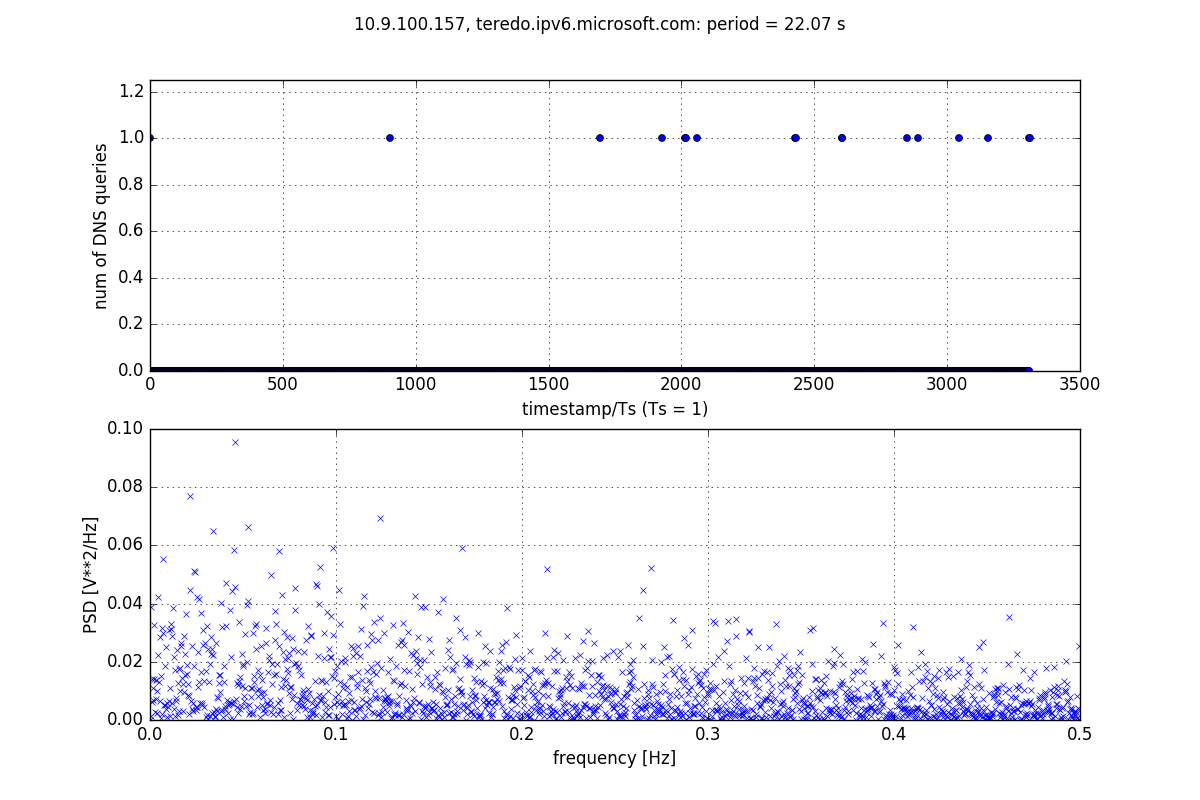 10.9.100.157, teredo.ipv6.microsoft.com: period = 22.07 s
1.2
1.0
0.8
0.6
0.4
0.2
0.0
num of DNS queries
0 500 1000 1500 2000 2500 3000 3500
timestamp/Ts (Ts = 1)
0.10
0.08
0.06
0.04
0.02
0.00
PSD [V**2/Hz]
0.0 0.1 0.2 0.3 0.4 0.5
frequency [Hz]